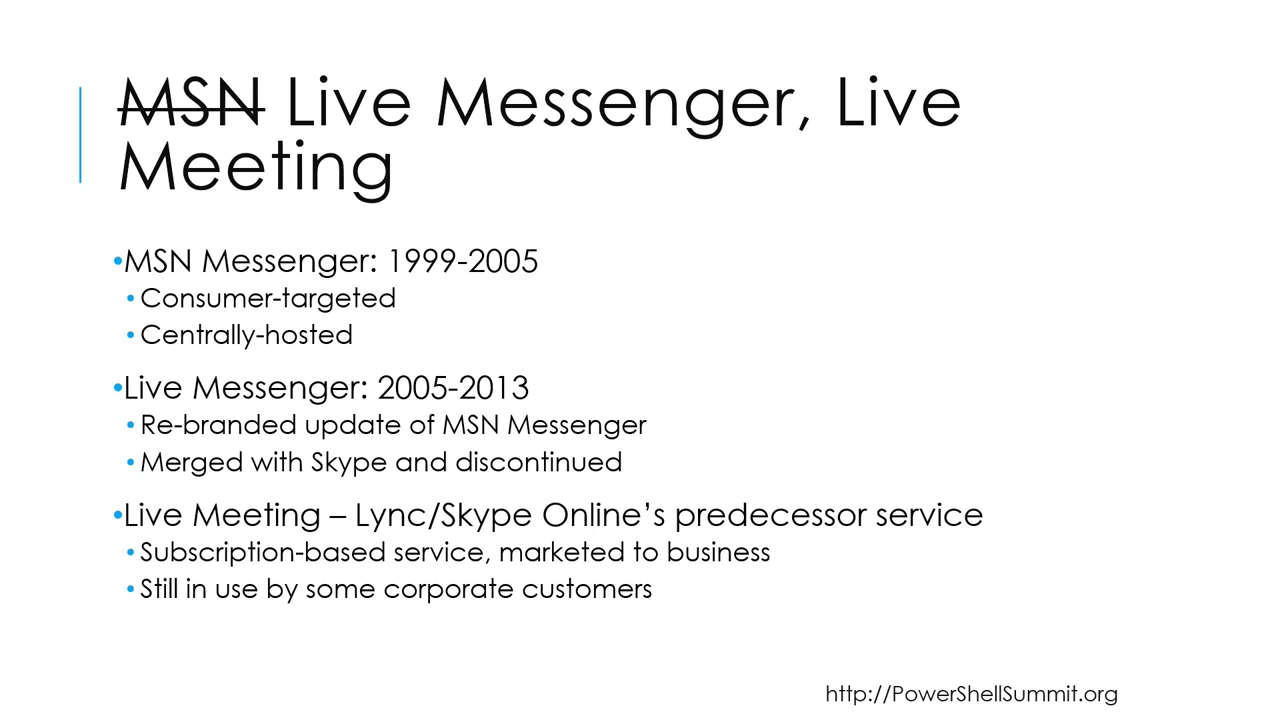 MSN Live Messenger, Live
Meeting
•MSN Messenger: 1999-2005
•Consumer-targeted
•Centrally-hosted
•Live Messenger: 2005-2013
•Re-branded update of MSN Messenger
•Merged with Skype and discontinued
•Live Meeting – Lync/Skype Online’s predecessor service
•Subscription-based service, marketed to business
•Still in use by some corporate customers
http://PowerShellSummit.org